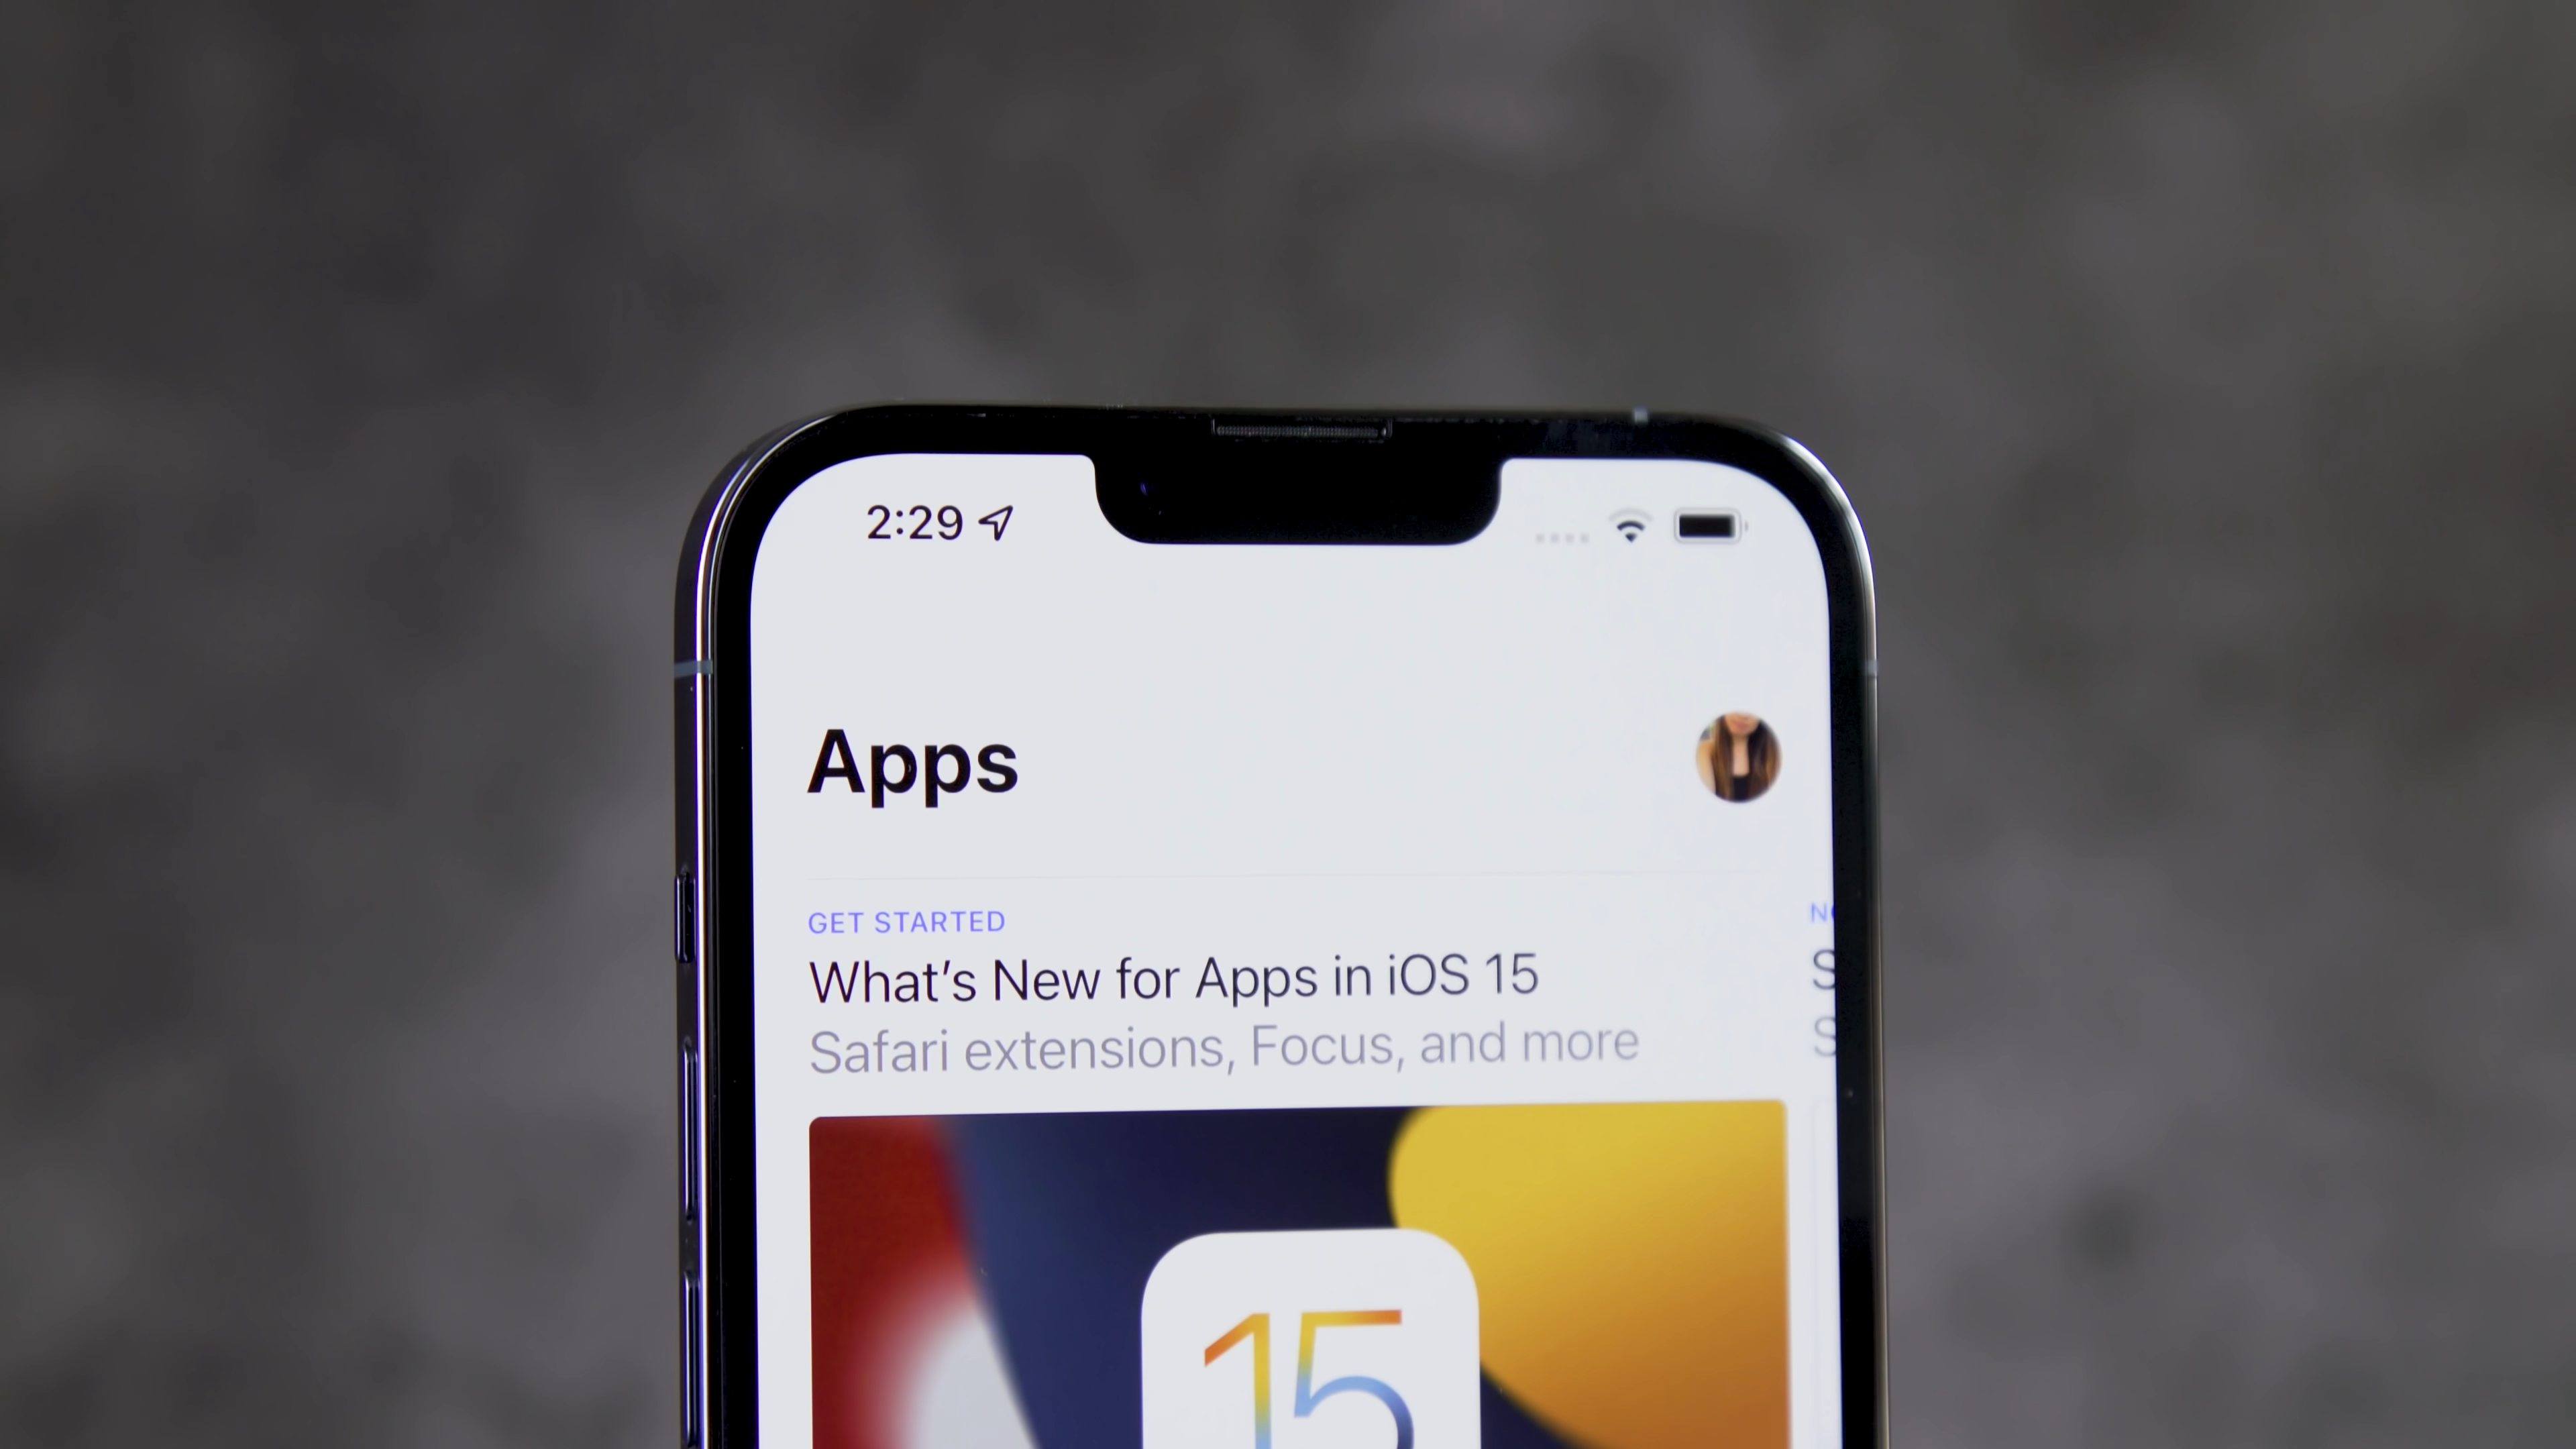 2:29
Apps
GET STARTED
What's New for Apps in iOS 15
Safari extensions, Focus, and more
15